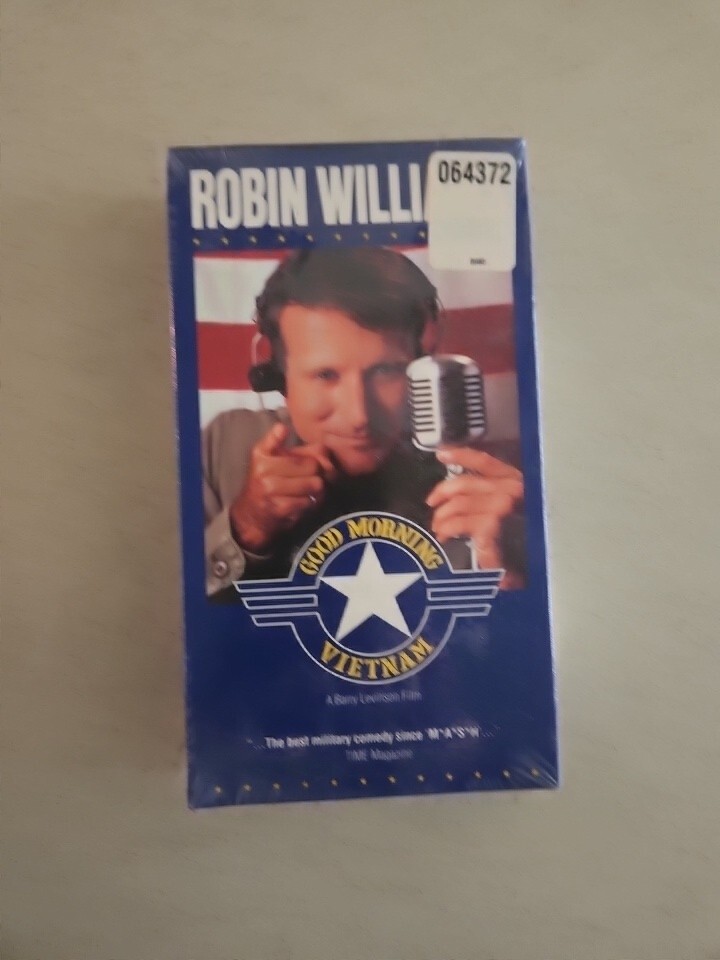 ROBIN WILLI
064372
GOOD MORNING
VIETNAM
A Barry Levinson Film
"...The best military comedy since 'M*A*S*H'..."
TIME Magazine